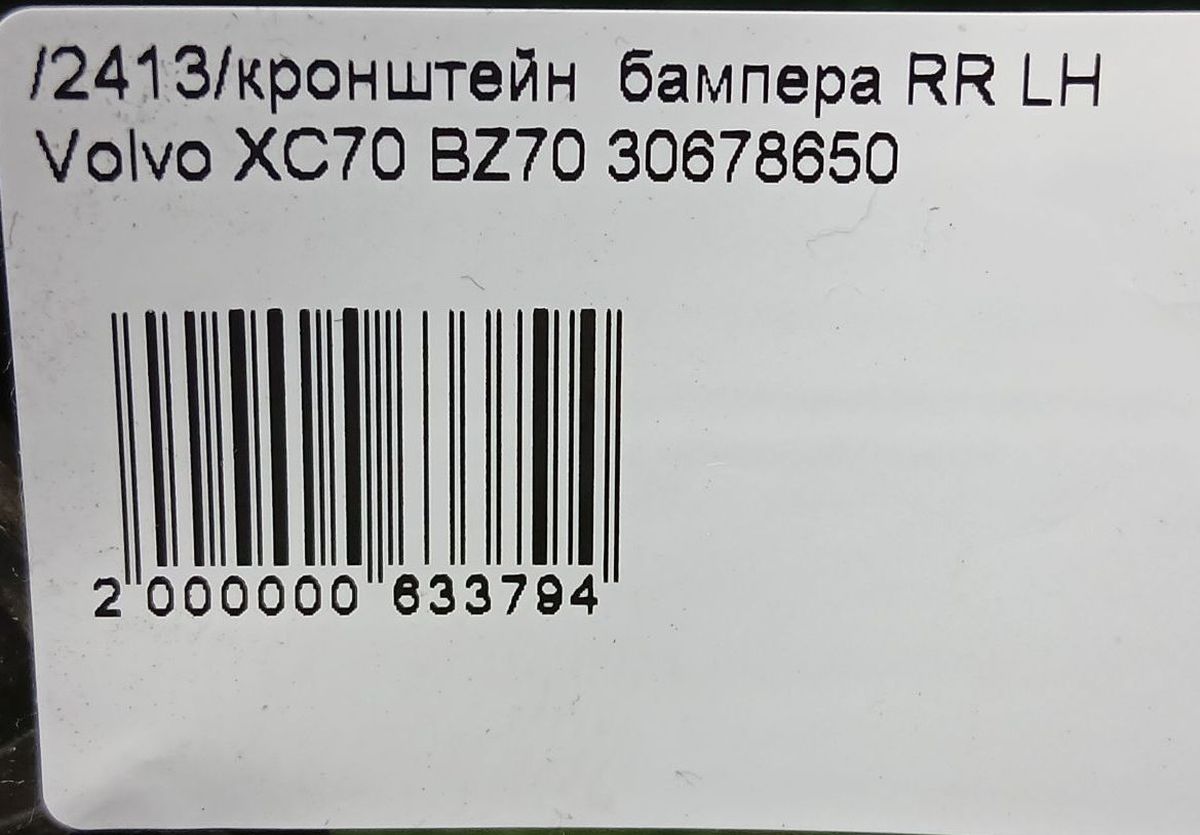 /2413/кронштейн бампера RR LH
Volvo XC70 BZ70 30678650
2 000000 633794